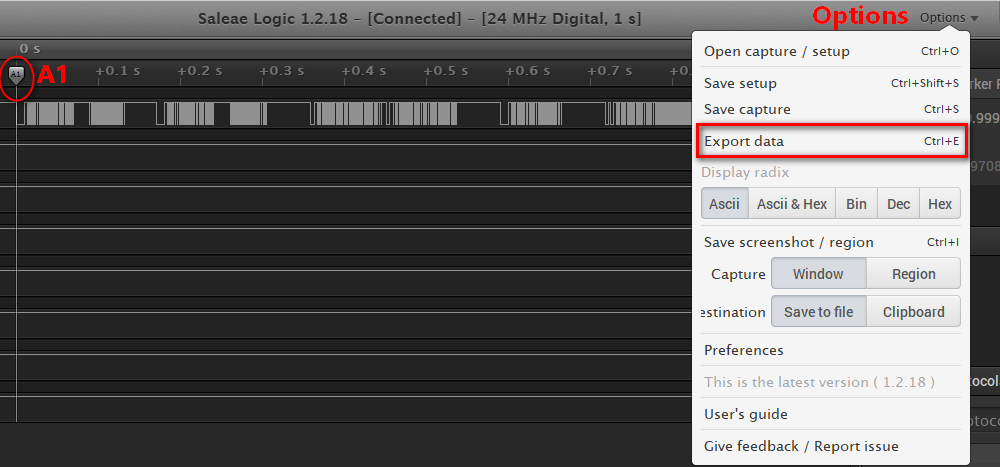 Saleae Logic 1.2.18 - [Connected] - [24 MHz Digital, 1 s]
Options
Options
0 s
A1
A1
+0.1 s +0.2 s +0.3 s +0.4 s +0.5 s +0.6 s +0.7 s +0.
Open capture / setup Ctrl+O
Save setup Ctrl+Shift+S
rker
Save capture Ctrl+S
.999
Export data Ctrl+E
9708
Display radix
Ascii Ascii & Hex Bin Dec Hex
Save screenshot / region Ctrl+I
Capture Window Region
estination Save to file Clipboard
Preferences
This is the latest version ( 1.2.18 )
ocols
User's guide
otoco
Give feedback / Report issue